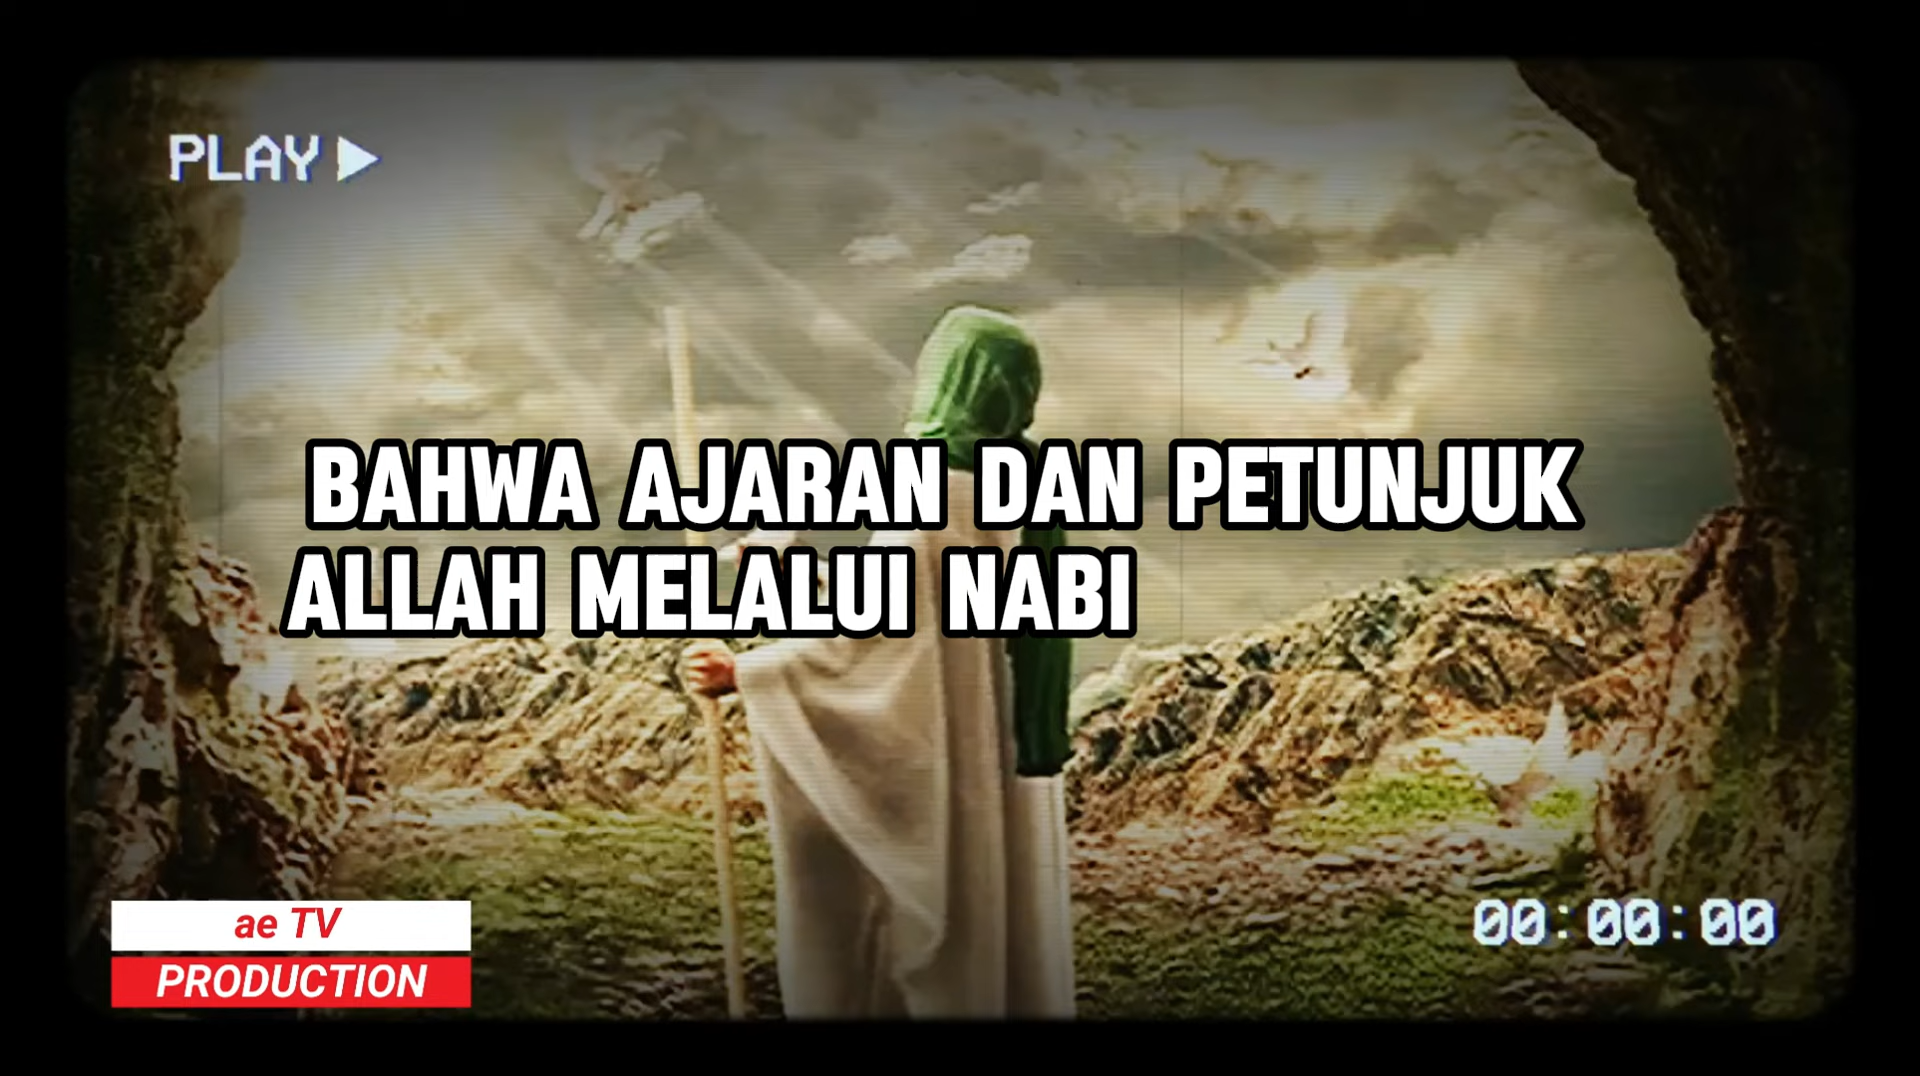 PLAY
BAHWA AJARAN DAN PETUNJUK
ALLAH MELALUI NABI
ae TV
PRODUCTION
00:00:00